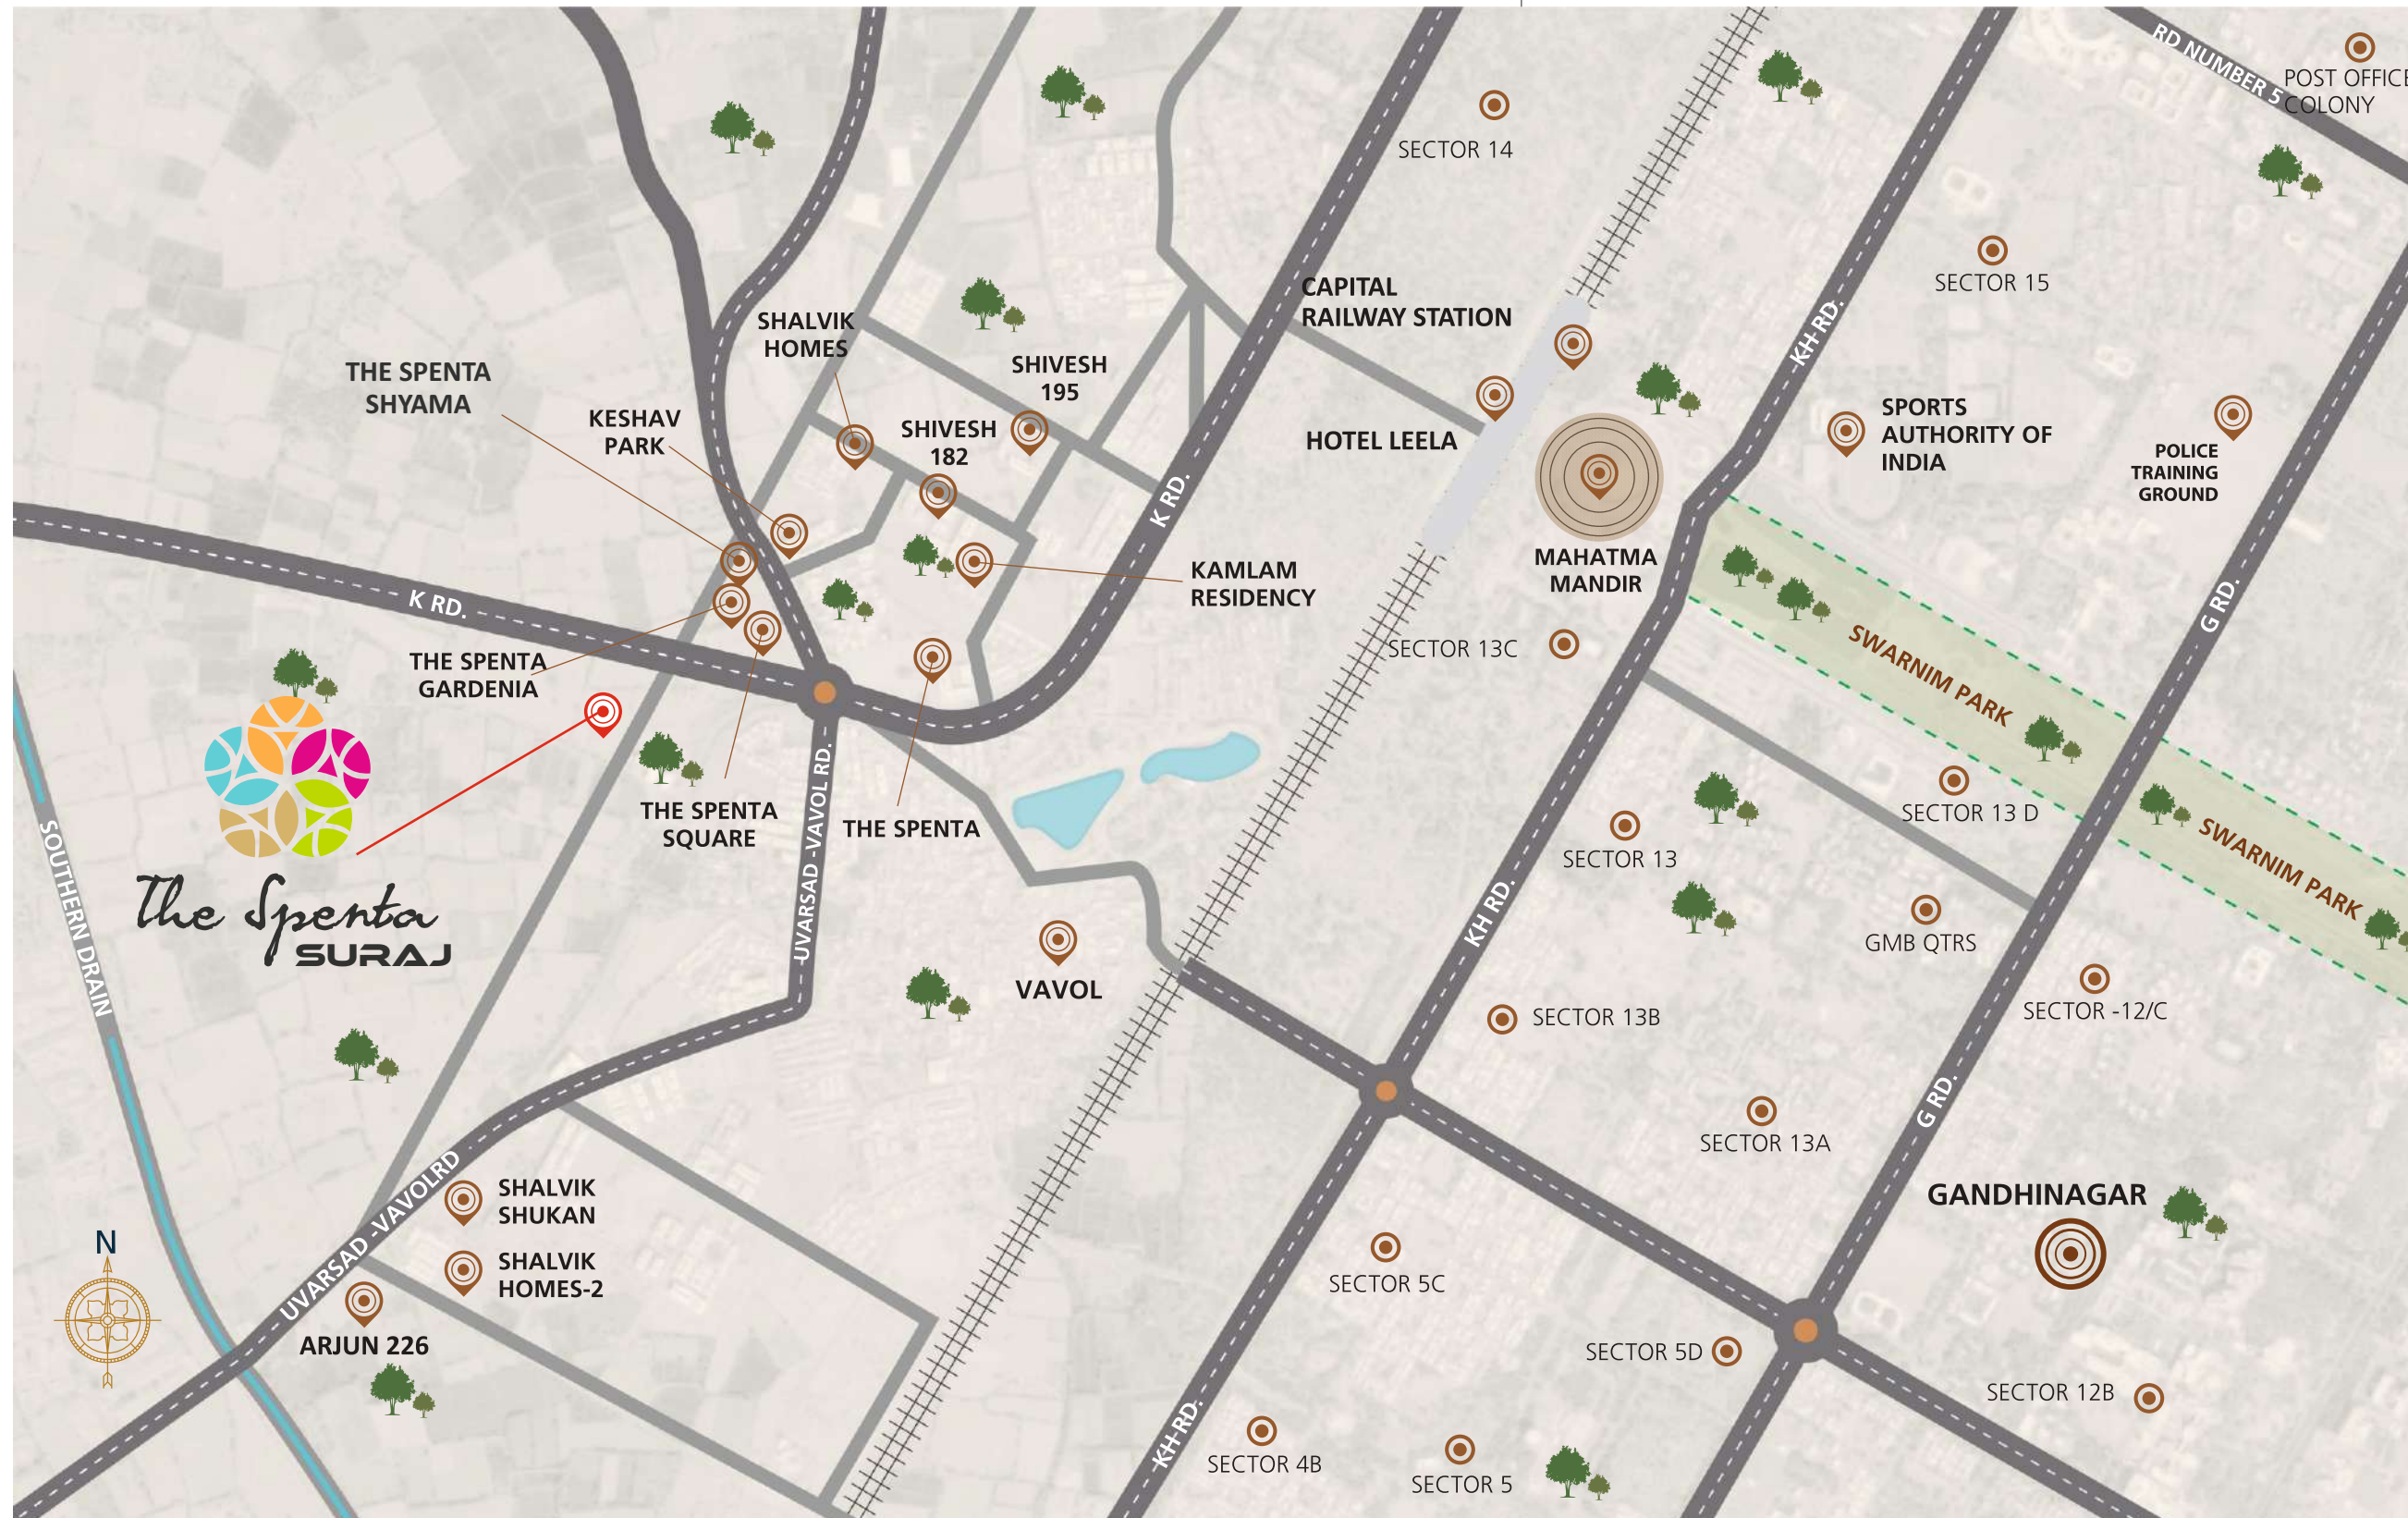 RD NUMBER 5
POST OFFICE
COLONY
SECTOR 14
SECTOR 15
CAPITAL
RAILWAY STATION
KH RD.
SHALVIK
HOMES
THE SPENTA
SHYAMA
SHIVESH
195
KESHAV
PARK
SHIVESH
182
HOTEL LEELA
SPORTS
AUTHORITY OF
INDIA
POLICE
TRAINING
GROUND
K RD.
MAHATMA
MANDIR
KAMLAM
RESIDENCY
K RD.
G RD.
SECTOR 13C
SWARNIM PARK
THE SPENTA
GARDENIA
THE SPENTA
SQUARE
THE SPENTA
UVARSAD -VAVOL RD.
SECTOR 13 D
SECTOR 13
SWARNIM PARK
SOUTHERN DRAIN
The Spenta
SURAJ
KH RD.
GMB QTRS
VAVOL
SECTOR 13B
SECTOR -12/C
SECTOR 13A
G RD.
GANDHINAGAR
UVARSAD -VAVOLRD
SHALVIK
SHUKAN
N
SHALVIK
HOMES-2
SECTOR 5C
ARJUN 226
SECTOR 5D
SECTOR 12B
KH RD.
SECTOR 4B
SECTOR 5